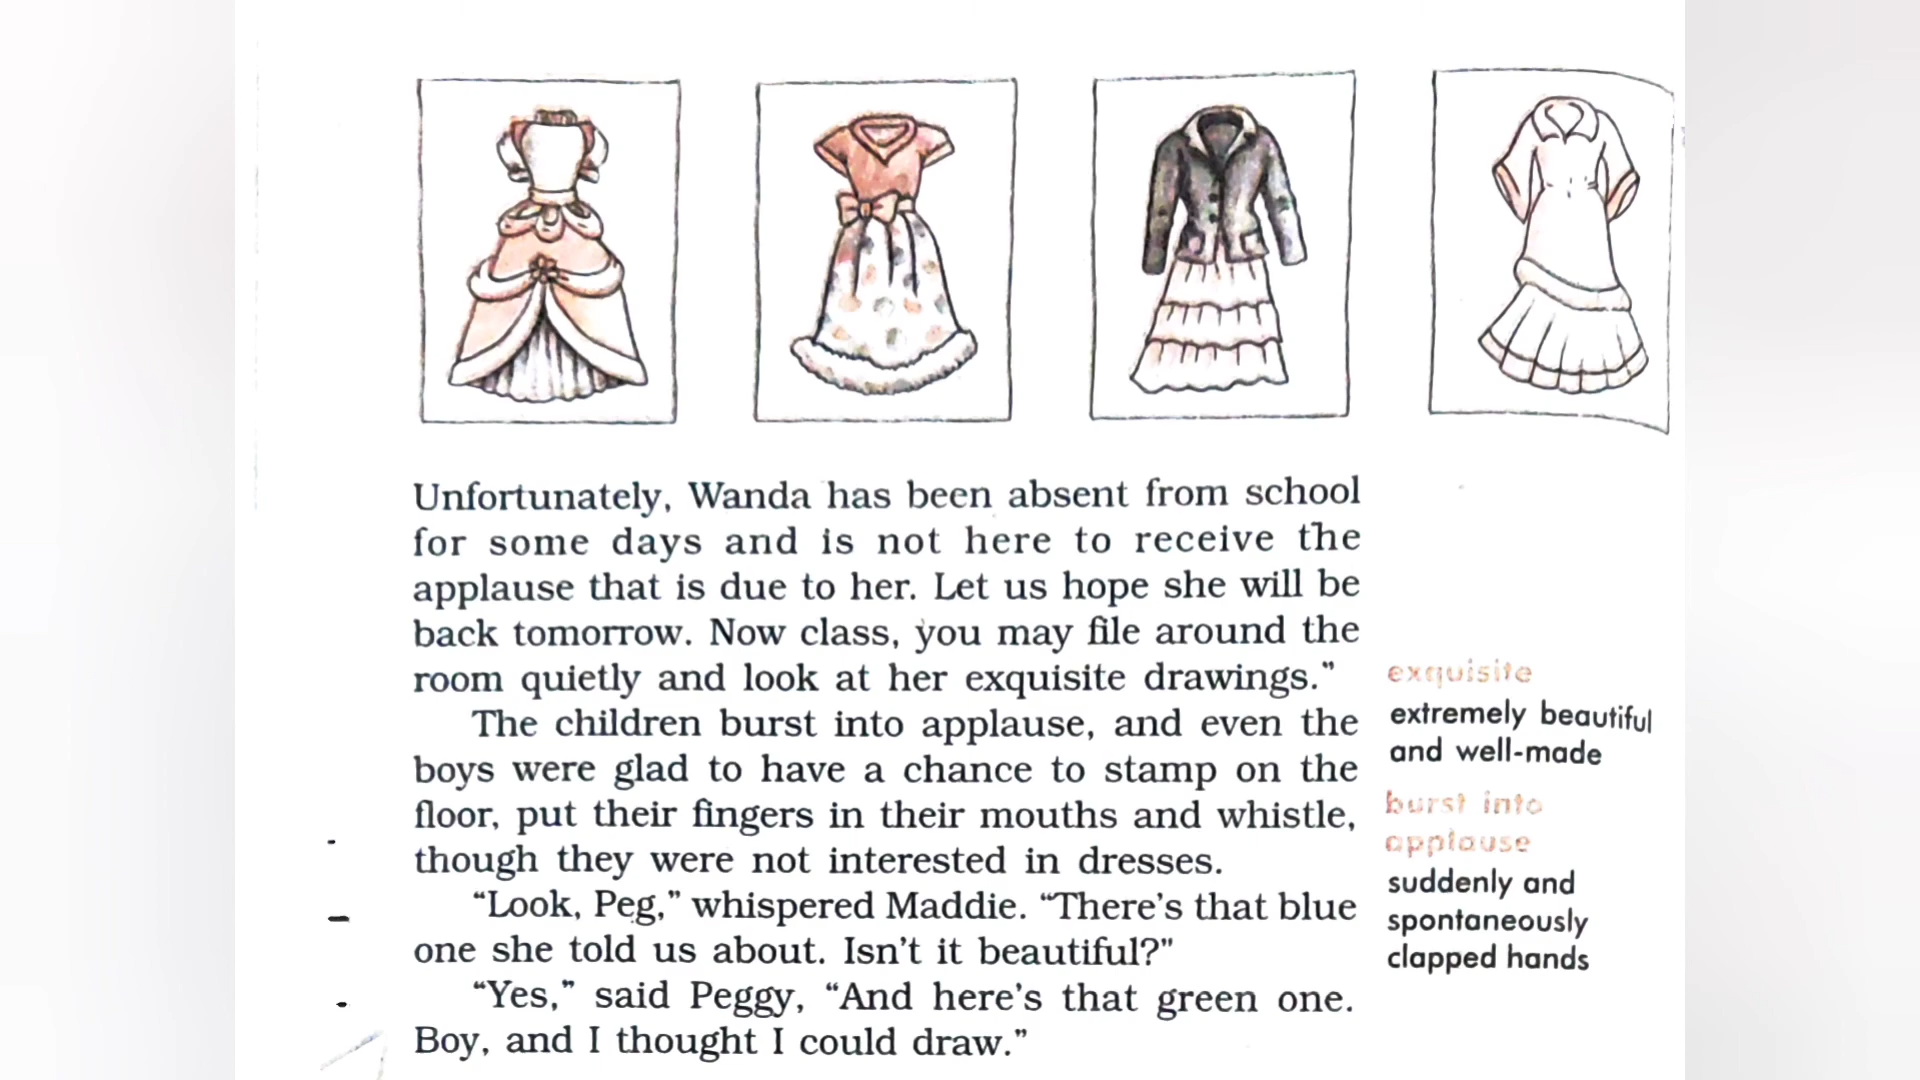 Unfortunately, Wanda has been absent from school
for some days and is not here to receive the
applause that is due to her. Let us hope she will be
back tomorrow. Now class, you may file around the
room quietly and look at her exquisite drawings.”
The children burst into applause, and even the
boys were glad to have a chance to stamp on the
floor, put their fingers in their mouths and whistle,
though they were not interested in dresses.
“Look, Peg,” whispered Maddie. “There’s that blue
one she told us about. Isn’t it beautiful?”
“Yes,” said Peggy, “And here’s that green one.
Boy, and I thought I could draw.”
exquisite
extremely beautiful
and well-made
burst into
applause
suddenly and
spontaneously
clapped hands